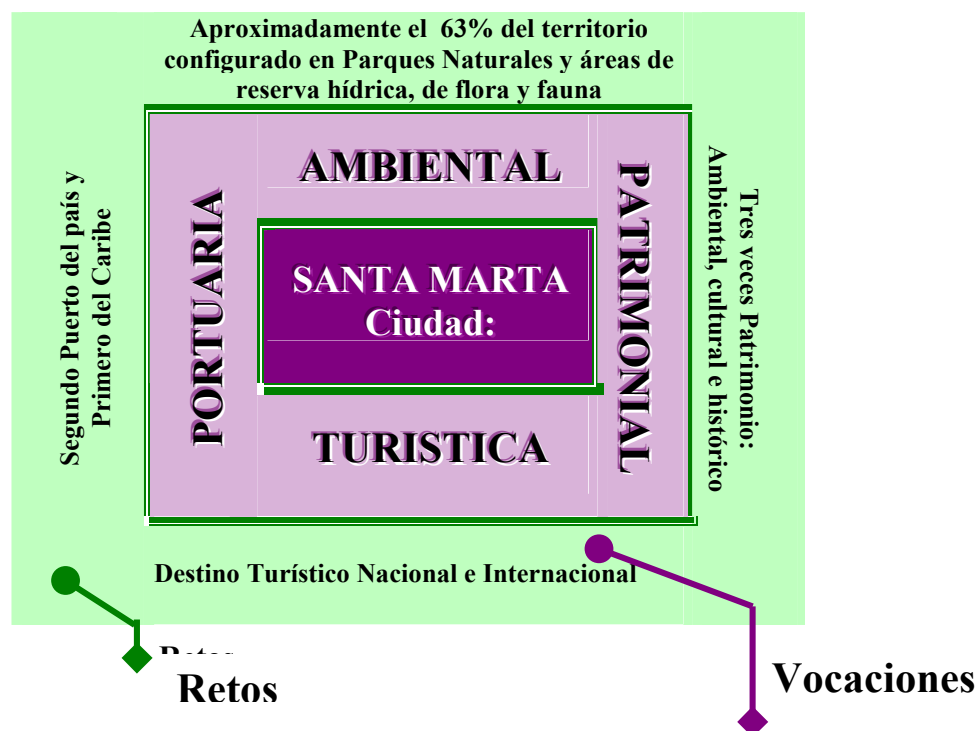 Aproximadamente el 63% del territorio
configurado en Parques Naturales y áreas de
reserva hídrica, de flora y fauna
AMBIENTAL
Segundo Puerto del país y
Primero del Caribe
PORTUARIA
SANTA MARTA
Ciudad:
PATRIMONIAL
Tres veces Patrimonio:
Ambiental, cultural e histórico
TURISTICA
Destino Turístico Nacional e Internacional
Retos
Vocaciones